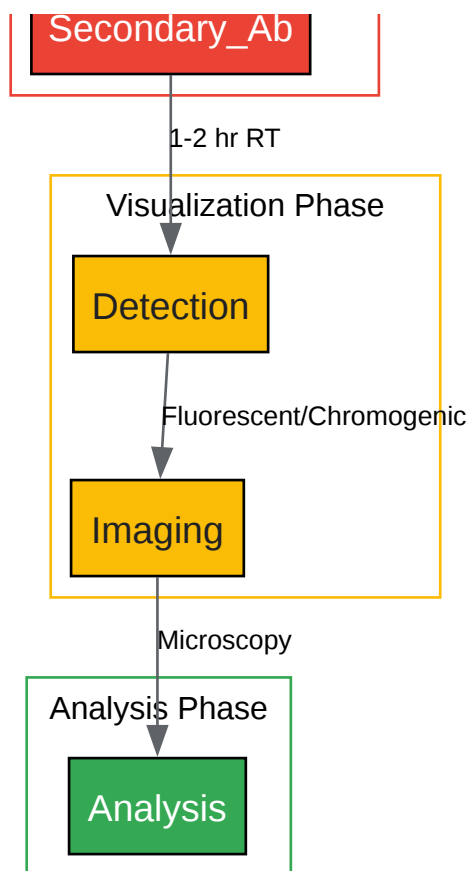 Secondary_Ab
1-2 hr RT
Visualization Phase
Detection
Fluorescent/Chromogenic
Imaging
Microscopy
Analysis Phase
Analysis